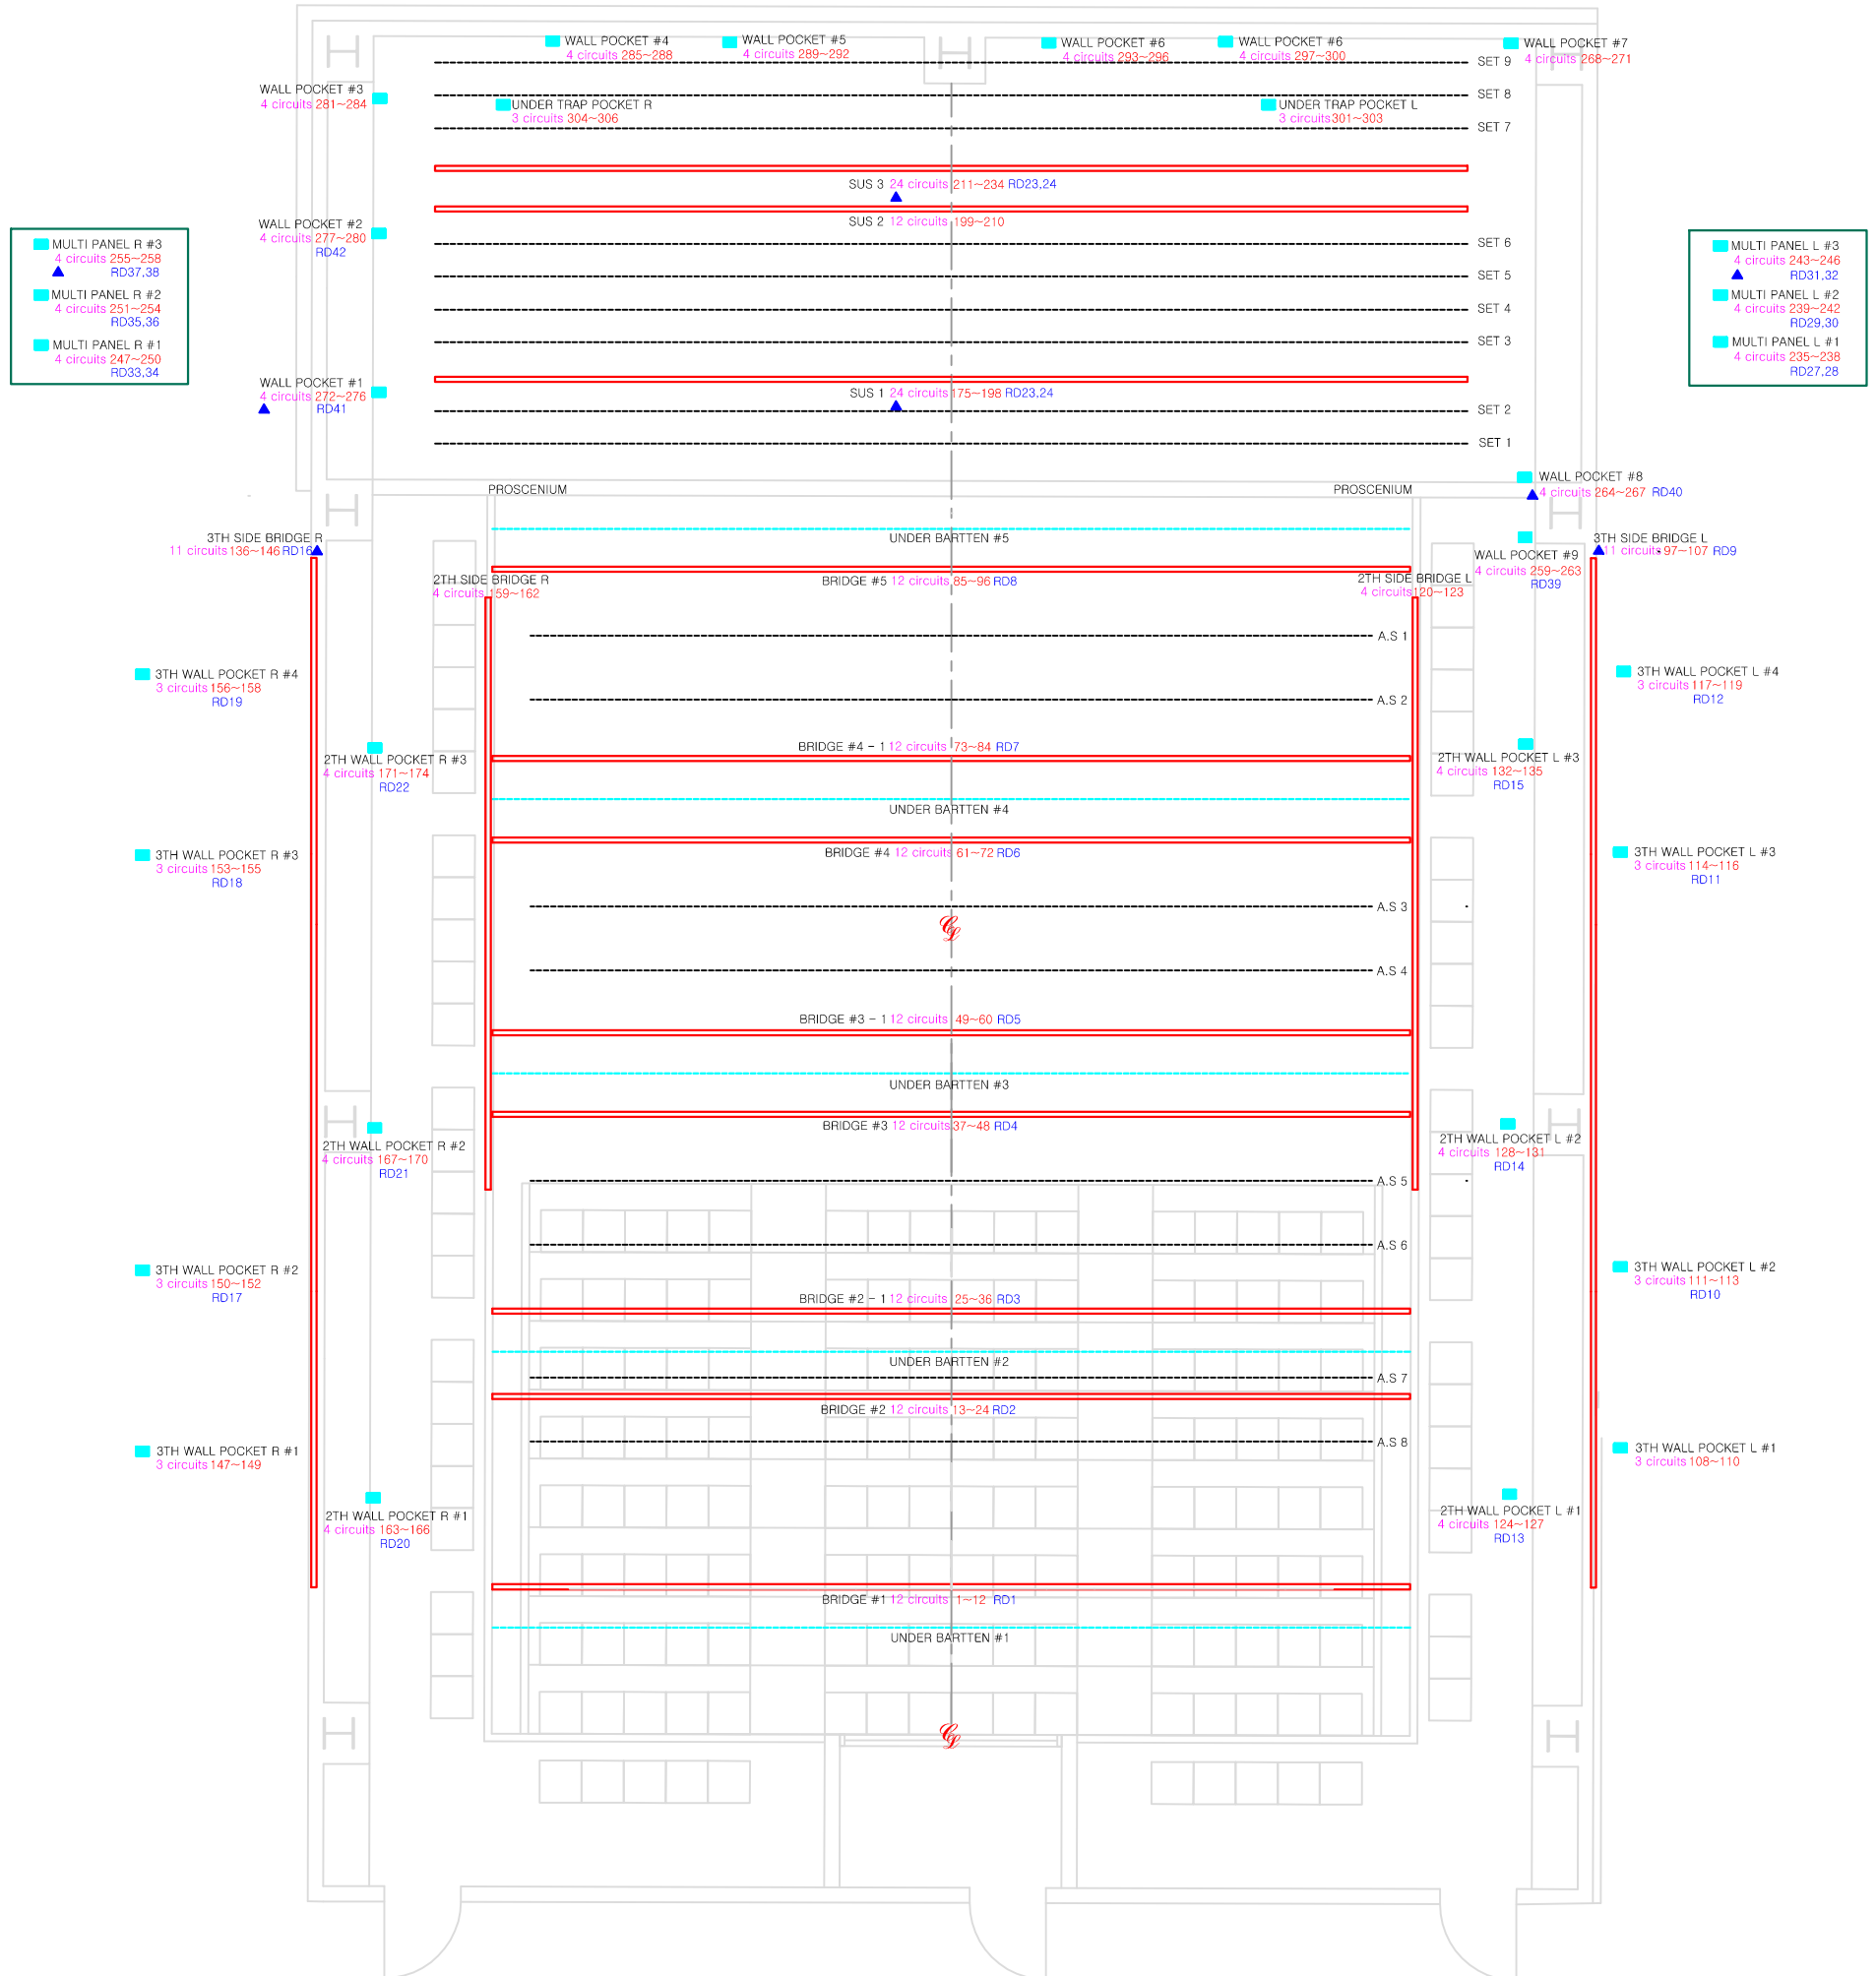 WALL POCKET #4
4 circuits 285~288
WALL POCKET #5
4 circuits 289~292
WALL POCKET #6
4 circuits 293~296
WALL POCKET #6
4 circuits 297~300
WALL POCKET #7
4 circuits 268~271
SET 9
WALL POCKET #3
4 circuits 281~284
SET 8
UNDER TRAP POCKET R
3 circuits 304~306
UNDER TRAP POCKET L
3 circuits 301~303
SET 7
SUS 3 24 circuits 211~234 RD23,24
SUS 2 12 circuits 199~210
WALL POCKET #2
4 circuits 277~280
RD42
SET 6
SET 5
SET 4
SET 3
MULTI PANEL R #3
4 circuits 255~258
RD37,38
MULTI PANEL R #2
4 circuits 251~254
RD35,36
MULTI PANEL R #1
4 circuits 247~250
RD33,34
MULTI PANEL L #3
4 circuits 243~246
RD31,32
MULTI PANEL L #2
4 circuits 239~242
RD29,30
MULTI PANEL L #1
4 circuits 235~238
RD27,28
WALL POCKET #1
4 circuits 272~276
RD41
SUS 1 24 circuits 175~198 RD23,24
SET 2
SET 1
PROSCENIUM
PROSCENIUM
WALL POCKET #8
4 circuits 264~267 RD40
3TH SIDE BRIDGE R
11 circuits 136~146 RD16
UNDER BARTTEN #5
3TH SIDE BRIDGE L
11 circuits 97~107 RD9
WALL POCKET #9
4 circuits 259~263
RD39
2TH SIDE BRIDGE R
4 circuits 159~162
BRIDGE #5 12 circuits 85~96 RD8
2TH SIDE BRIDGE L
4 circuits 120~123
A.S 1
3TH WALL POCKET R #4
3 circuits 156~158
RD19
3TH WALL POCKET L #4
3 circuits 117~119
RD12
A.S 2
BRIDGE #4 - 1 12 circuits 73~84 RD7
2TH WALL POCKET R #3
4 circuits 171~174
RD22
2TH WALL POCKET L #3
4 circuits 132~135
RD15
UNDER BARTTEN #4
BRIDGE #4 12 circuits 61~72 RD6
3TH WALL POCKET R #3
3 circuits 153~155
RD18
3TH WALL POCKET L #3
3 circuits 114~116
RD11
A.S 3
CL
A.S 4
BRIDGE #3 - 1 12 circuits 49~60 RD5
UNDER BARTTEN #3
BRIDGE #3 12 circuits 37~48 RD4
2TH WALL POCKET R #2
4 circuits 167~170
RD21
2TH WALL POCKET L #2
4 circuits 128~131
RD14
A.S 5
A.S 6
3TH WALL POCKET R #2
3 circuits 150~152
RD17
3TH WALL POCKET L #2
3 circuits 111~113
RD10
BRIDGE #2 - 1 12 circuits 25~36 RD3
UNDER BARTTEN #2
A.S 7
BRIDGE #2 12 circuits 13~24 RD2
A.S 8
3TH WALL POCKET R #1
3 circuits 147~149
3TH WALL POCKET L #1
3 circuits 108~110
2TH WALL POCKET R #1
4 circuits 163~166
RD20
2TH WALL POCKET L #1
4 circuits 124~127
RD13
BRIDGE #1 12 circuits 1~12 RD1
UNDER BARTTEN #1
CL